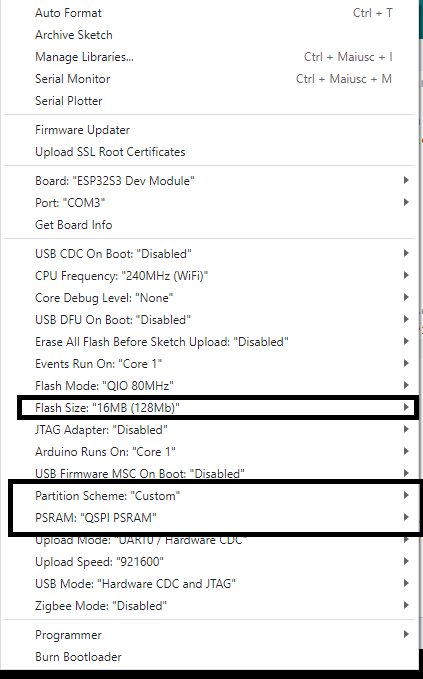 Auto Format Ctrl + T
Archive Sketch
Manage Libraries... Ctrl + Maiusc + I
Serial Monitor Ctrl + Maiusc + M
Serial Plotter
Firmware Updater
Upload SSL Root Certificates
Board: "ESP32S3 Dev Module"
Port: "COM3"
Get Board Info
USB CDC On Boot: "Disabled"
CPU Frequency: "240MHz (WiFi)"
Core Debug Level: "None"
USB DFU On Boot: "Disabled"
Erase All Flash Before Sketch Upload: "Disabled"
Events Run On: "Core 1"
Flash Mode: "QIO 80MHz"
Flash Size: "16MB (128Mb)"
JTAG Adapter: "Disabled"
Arduino Runs On: "Core 1"
USB Firmware MSC On Boot: "Disabled"
Partition Scheme: "Custom"
PSRAM: "QSPI PSRAM"
Upload Mode: "UART0 / Hardware CDC"
Upload Speed: "921600"
USB Mode: "Hardware CDC and JTAG"
Zigbee Mode: "Disabled"
Programmer
Burn Bootloader